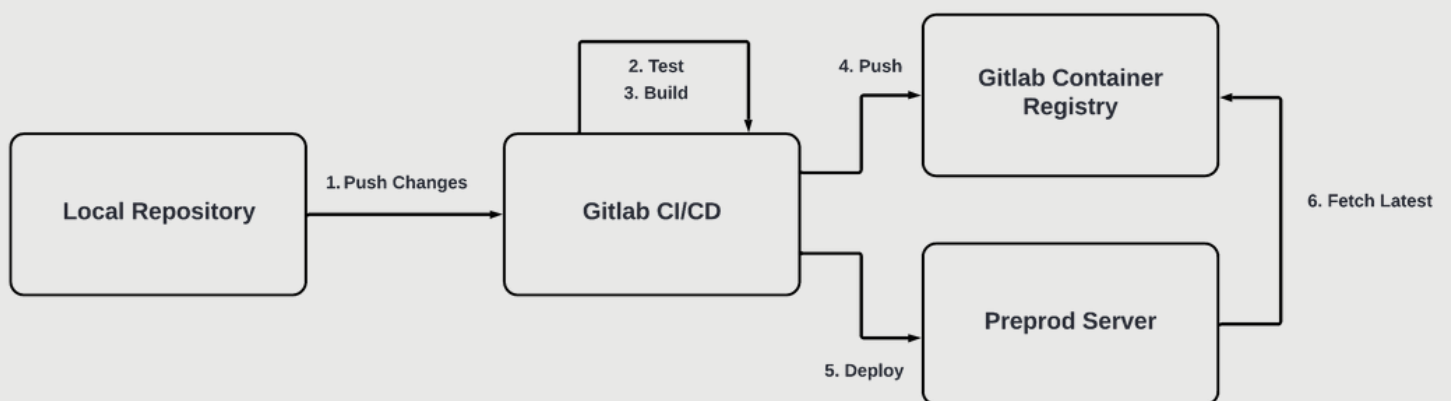 2. Test
3. Build
4. Push
Gitlab Container
Registry
Local Repository
1. Push Changes
Gitlab CI/CD
6. Fetch Latest
Preprod Server
5. Deploy